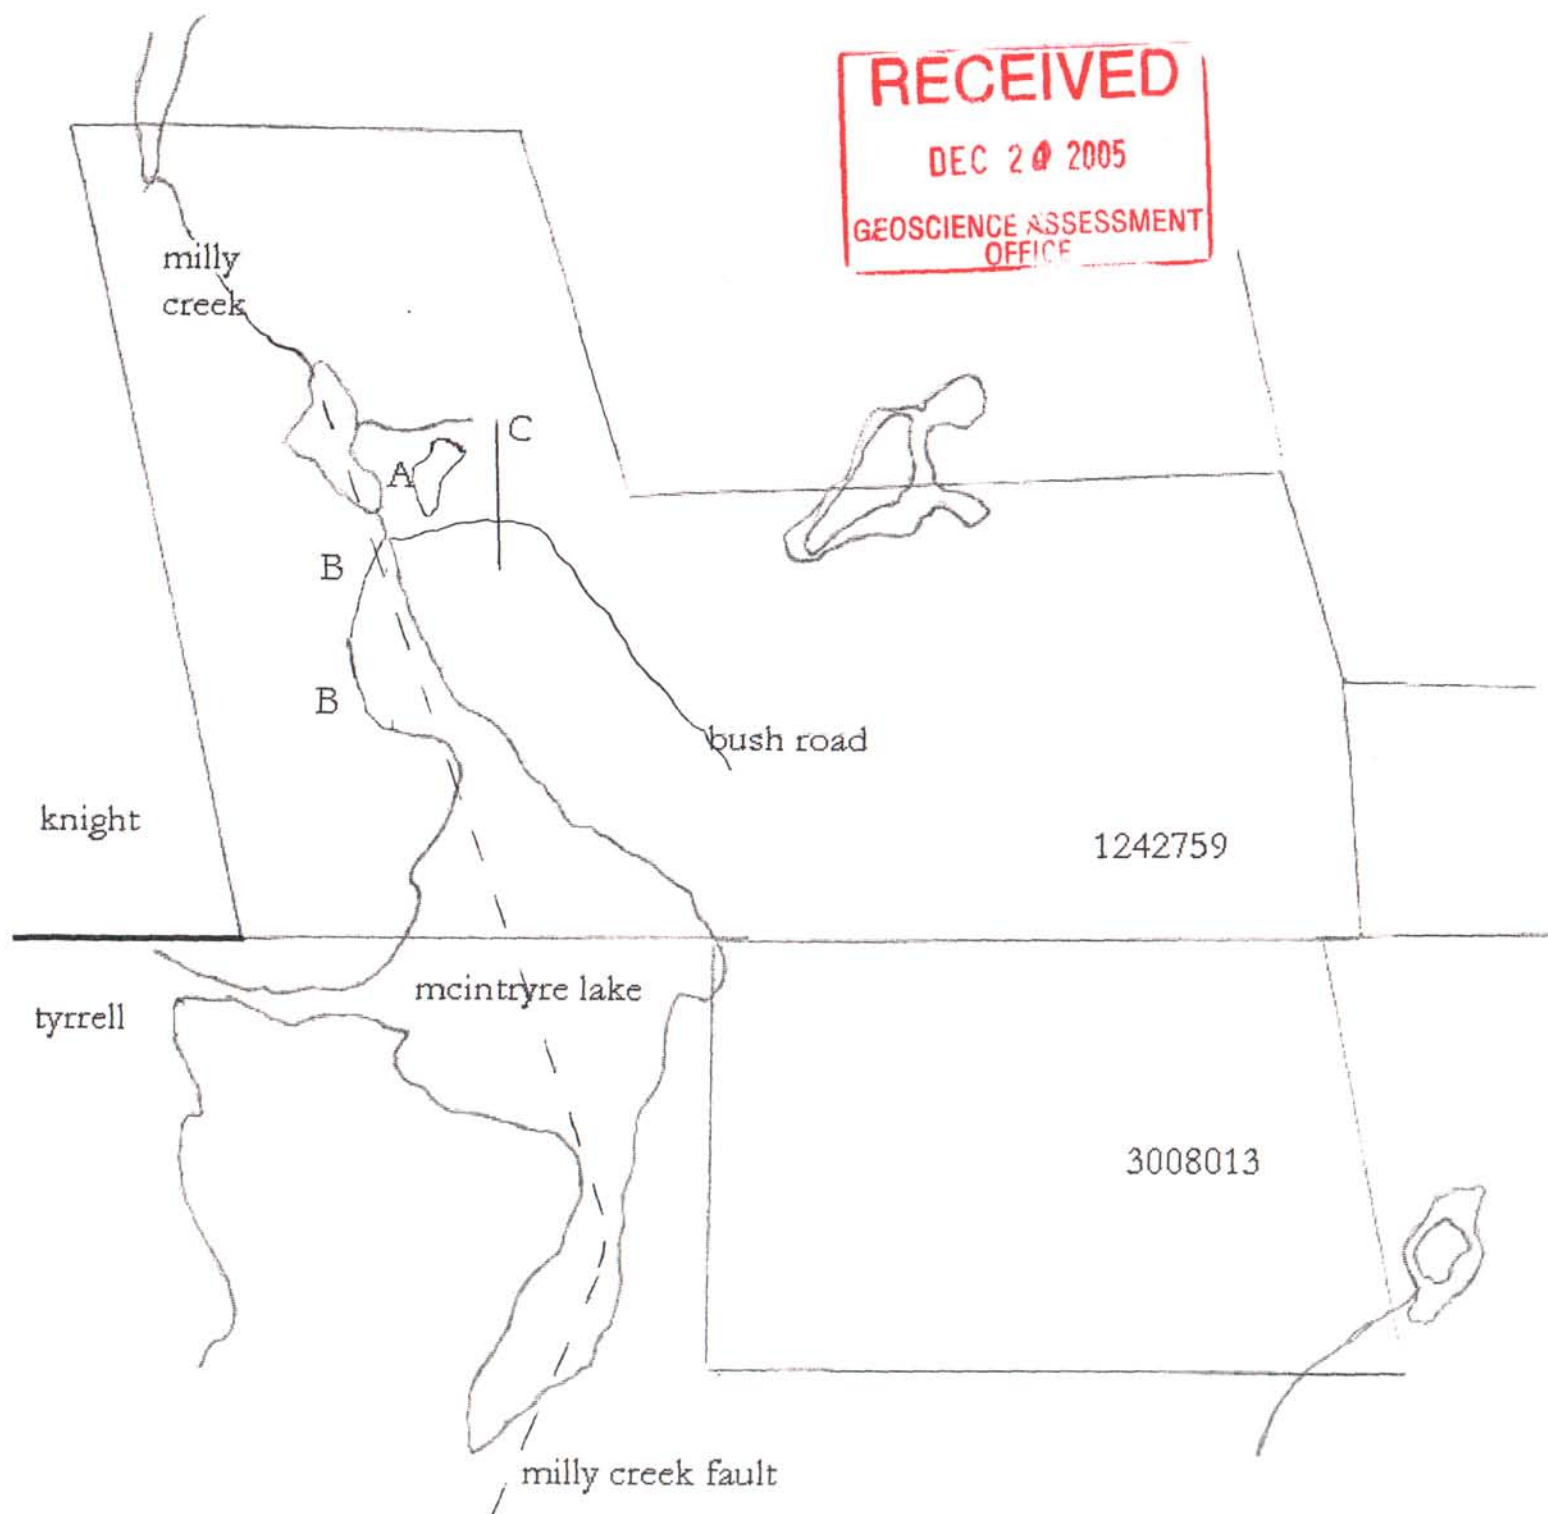 RECEIVED
DEC 2 2005
GEOSCIENCE ASSESSMENT
OFFICE
milly
creek
C
A
B
B
bush road
knight
1242759
mcintryre lake
tyrrell
3008013
milly creek fault